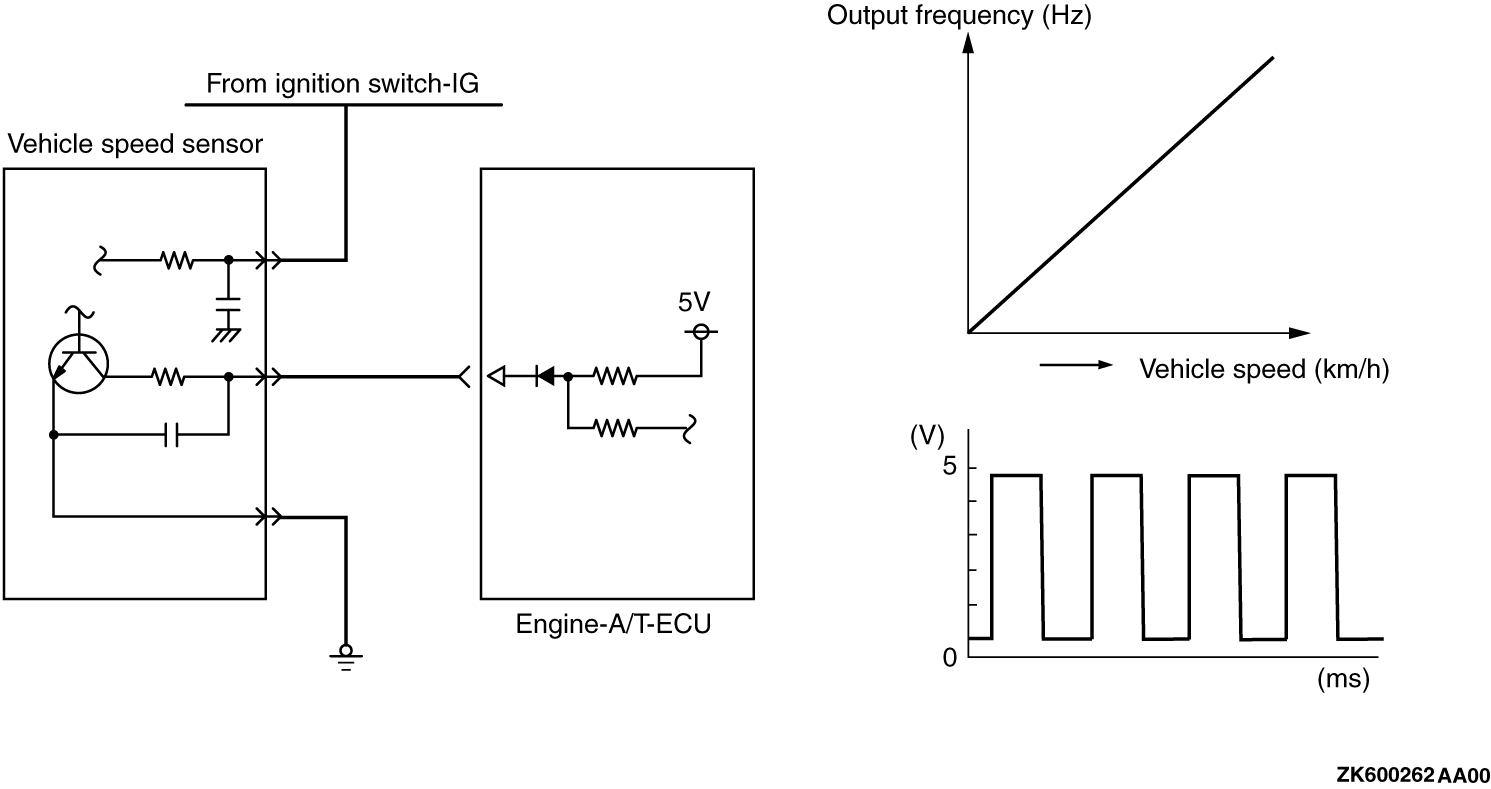 From ignition switch-IG
Vehicle speed sensor
5V
Engine-A/T-ECU
Output frequency (Hz)
Vehicle speed (km/h)
(V)
5
0
(ms)
ZK600262AA00